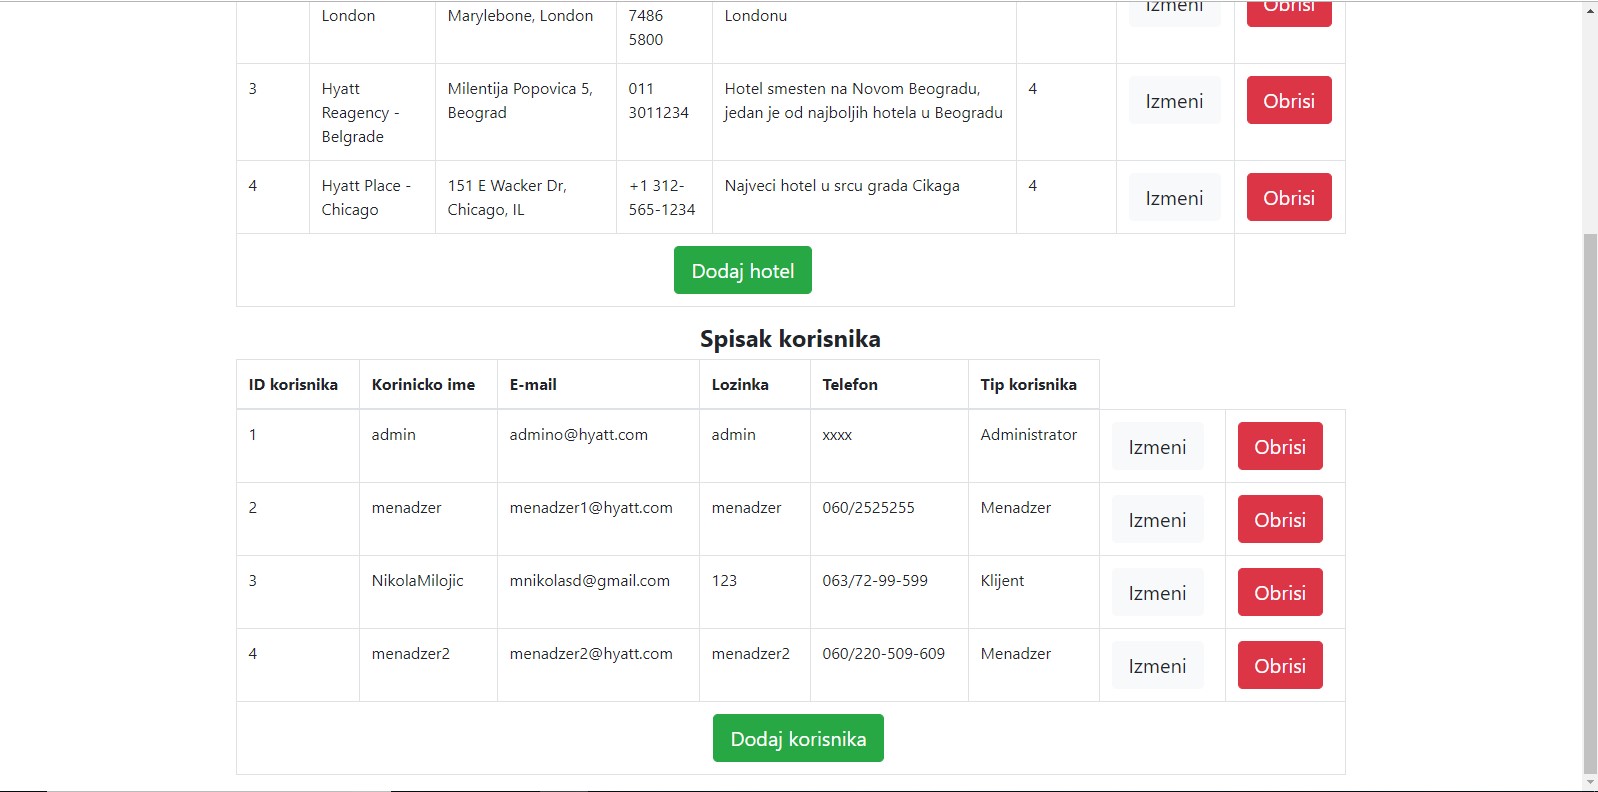 London Marylebone, London 7486 Londonu Izmeni Obrisi
5800
3 Hyatt Milentija Popovica 5, 011 Hotel smesten na Novom Beogradu, 4 Izmeni Obrisi
Reagency - Beograd 3011234 jedan je od najboljih hotela u Beogradu
Belgrade
4 Hyatt Place - 151 E Wacker Dr, +1 312- Najveci hotel u srcu grada Cikaga 4 Izmeni Obrisi
Chicago Chicago, IL 565-1234
Dodaj hotel
Spisak korisnika
ID korisnika Korinicko ime E-mail Lozinka Telefon Tip korisnika
1 admin admino@hyatt.com admin xxxx Administrator Izmeni Obrisi
2 menadzer menadzer1@hyatt.com menadzer 060/2525255 Menadzer Izmeni Obrisi
3 NikolaMilojic mnikolasd@gmail.com 123 063/72-99-599 Klijent Izmeni Obrisi
4 menadzer2 menadzer2@hyatt.com menadzer2 060/220-509-609 Menadzer Izmeni Obrisi
Dodaj korisnika